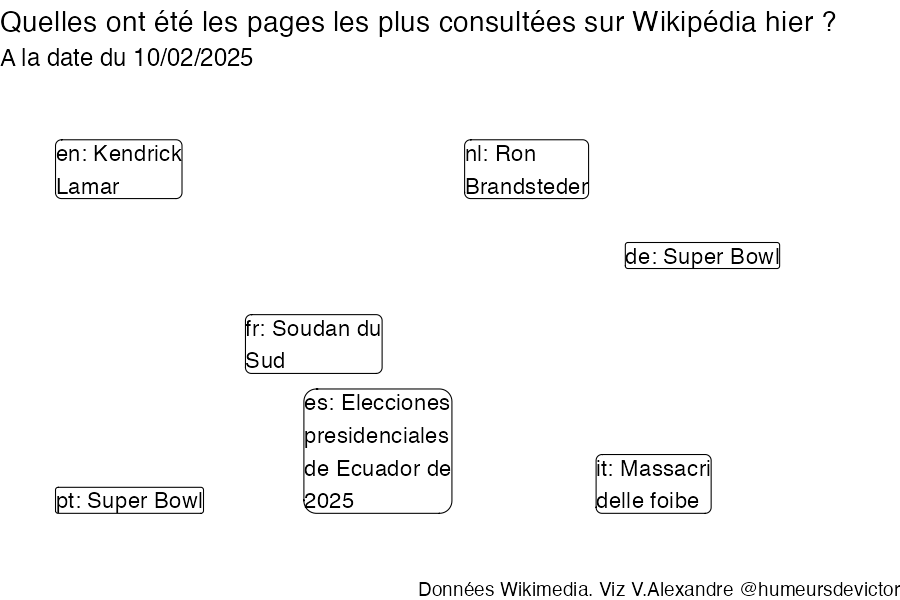 Quelles ont été les pages les plus consultées sur Wikipédia hier ?
A la date du 10/02/2025
en: Kendrick
Lamar
nl: Ron
Brandsteder
de: Super Bowl
fr: Soudan du
Sud
es: Elecciones
presidenciales
de Ecuador de
2025
it: Massacri
delle foibe
pt: Super Bowl
Données Wikimedia. Viz V.Alexandre @humeursdevictor